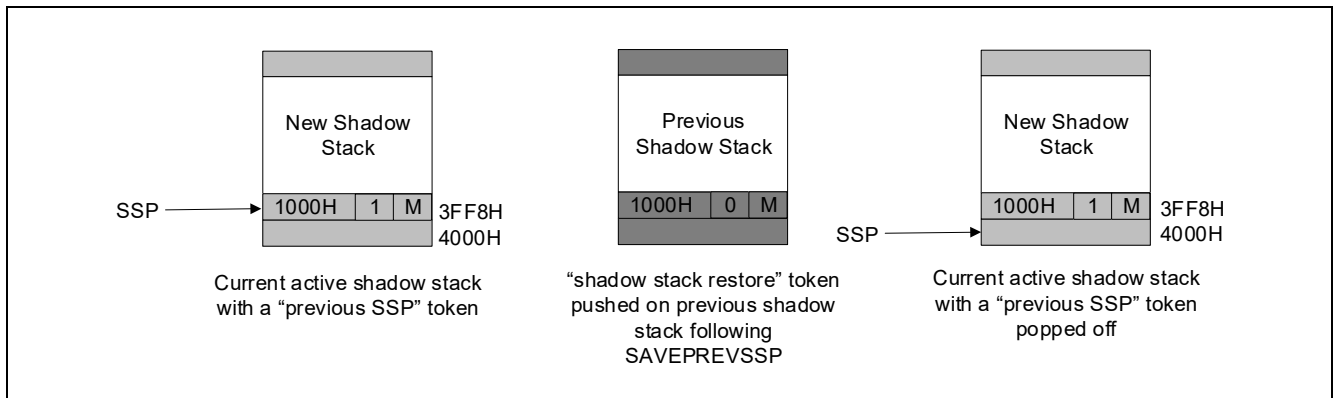 New Shadow
Stack
SSP
1000H 1 M 3FF8H
4000H
Current active shadow stack
with a “previous SSP” token
Previous
Shadow Stack
1000H 0 M
“shadow stack restore” token
pushed on previous shadow
stack following
SAVEPREVSSP
New Shadow
Stack
1000H 1 M 3FF8H
SSP 4000H
Current active shadow stack
with a “previous SSP” token
popped off